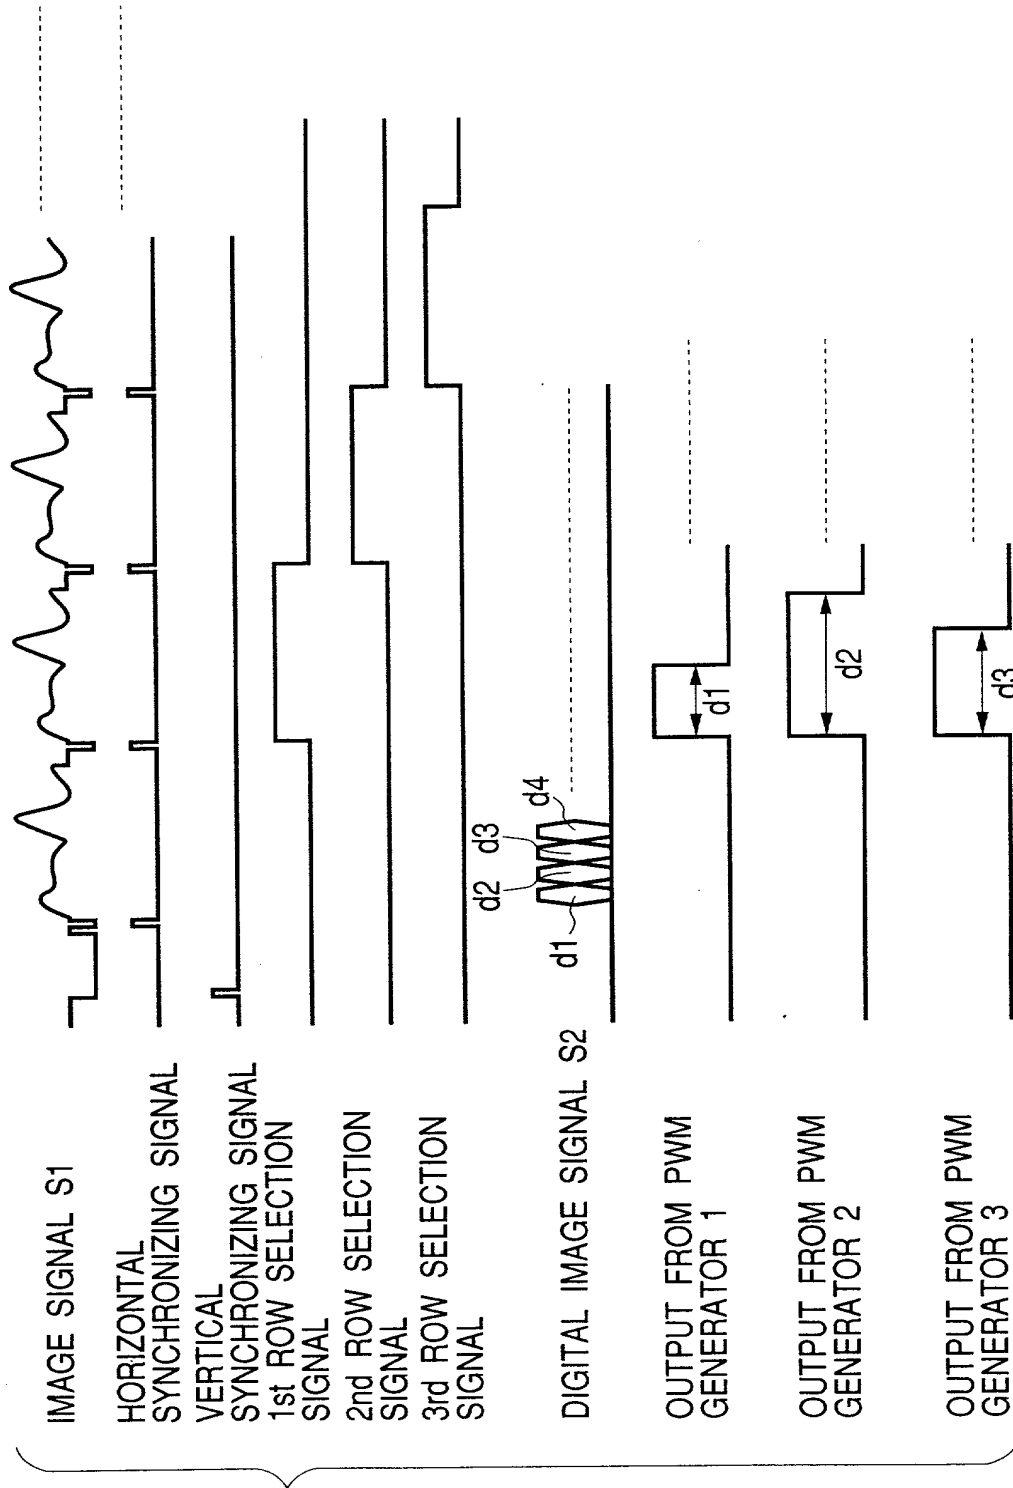 IMAGE SIGNAL S1
HORIZONTAL
SYNCHRONIZING SIGNAL
VERTICAL
SYNCHRONIZING SIGNAL
1st ROW SELECTION
SIGNAL
2nd ROW SELECTION
SIGNAL
3rd ROW SELECTION
SIGNAL
DIGITAL IMAGE SIGNAL S2
d1
d2
d3
d4
OUTPUT FROM PWM
GENERATOR 1
d1
OUTPUT FROM PWM
GENERATOR 2
d2
OUTPUT FROM PWM
GENERATOR 3
d3